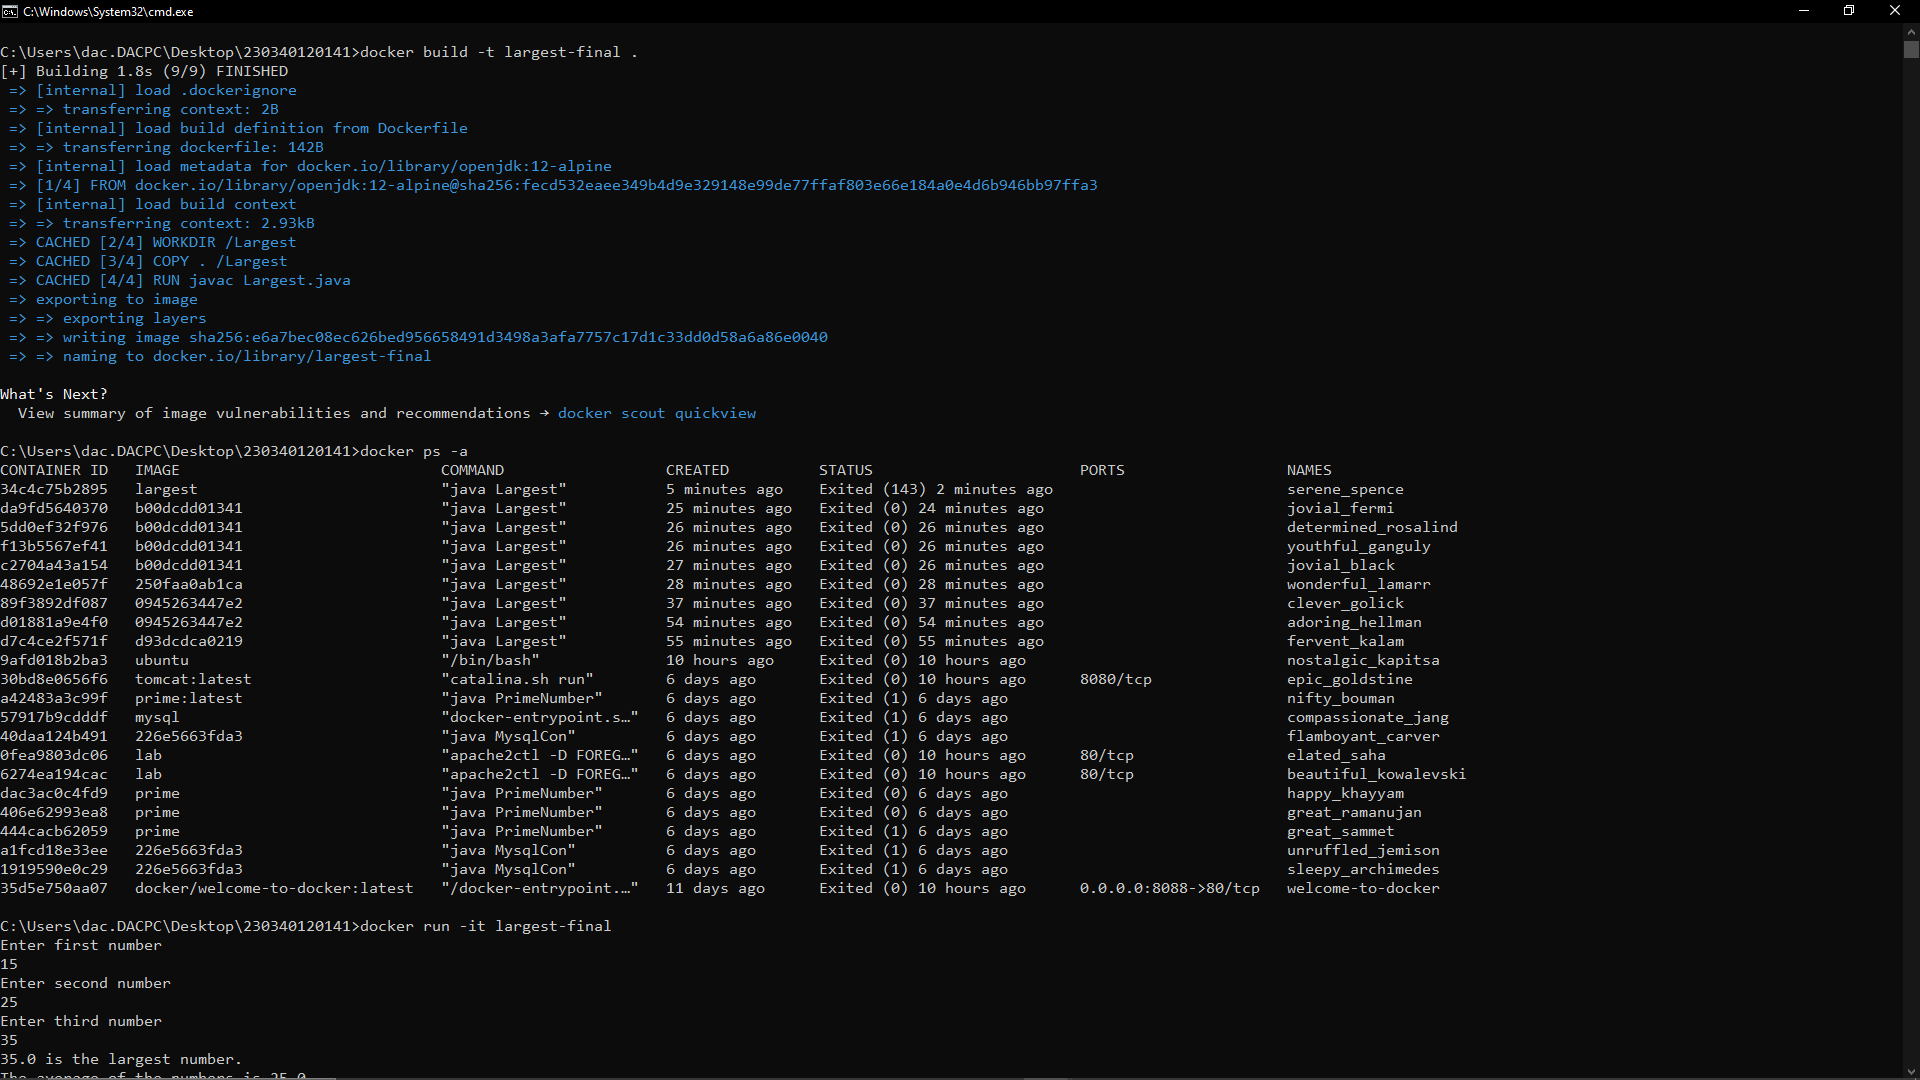 C:\Windows\System32\cmd.exe
C:\Users\dac.DACPC\Desktop\230340120141>docker build -t largest-final .
[+] Building 1.8s (9/9) FINISHED
=> [internal] load .dockerignore
=> => transferring context: 2B
=> [internal] load build definition from Dockerfile
=> => transferring dockerfile: 142B
=> [internal] load metadata for docker.io/library/openjdk:12-alpine
=> [1/4] FROM docker.io/library/openjdk:12-alpine@sha256:fecd532eaee349b4d9e329148e99de77ffaf803e66e184a0e4d6b946bb97ffa3
=> [internal] load build context
=> => transferring context: 2.93kB
=> CACHED [2/4] WORKDIR /Largest
=> CACHED [3/4] COPY . /Largest
=> CACHED [4/4] RUN javac Largest.java
=> exporting to image
=> => exporting layers
=> => writing image sha256:e6a7bec08ec626bed956658491d3498a3afa7757c17d1c33dd0d58a6a86e0040
=> => naming to docker.io/library/largest-final
What's Next?
View summary of image vulnerabilities and recommendations → docker scout quickview
C:\Users\dac.DACPC\Desktop\230340120141>docker ps -a
CONTAINER ID IMAGE COMMAND CREATED STATUS PORTS NAMES
34c4c75b2895 largest "java Largest" 5 minutes ago Exited (143) 2 minutes ago serene_spence
da9fd5640370 b00dcdd01341 "java Largest" 25 minutes ago Exited (0) 24 minutes ago jovial_fermi
5dd0ef32f976 b00dcdd01341 "java Largest" 26 minutes ago Exited (0) 26 minutes ago determined_rosalind
f13b5567ef41 b00dcdd01341 "java Largest" 26 minutes ago Exited (0) 26 minutes ago youthful_ganguly
c2704a43a154 b00dcdd01341 "java Largest" 27 minutes ago Exited (0) 26 minutes ago jovial_black
48692e1e057f 250faa0ab1ca "java Largest" 28 minutes ago Exited (0) 28 minutes ago wonderful_lamarr
89f3892df087 0945263447e2 "java Largest" 37 minutes ago Exited (0) 37 minutes ago clever_golick
d01881a9e4f0 0945263447e2 "java Largest" 54 minutes ago Exited (0) 54 minutes ago adoring_hellman
d7c4ce2f571f d93dcdca0219 "java Largest" 55 minutes ago Exited (0) 55 minutes ago fervent_kalam
9afd018b2ba3 ubuntu "/bin/bash" 10 hours ago Exited (0) 10 hours ago nostalgic_kapitsa
30bd8e0656f6 tomcat:latest "catalina.sh run" 6 days ago Exited (0) 10 hours ago 8080/tcp epic_goldstine
a42483a3c99f prime:latest "java PrimeNumber" 6 days ago Exited (1) 6 days ago nifty_bouman
57917b9cdddf mysql "docker-entrypoint.s…" 6 days ago Exited (1) 6 days ago compassionate_jang
40daa124b491 226e5663fda3 "java MysqlCon" 6 days ago Exited (1) 6 days ago flamboyant_carver
0fea9803dc06 lab "apache2ctl -D FOREG…" 6 days ago Exited (0) 10 hours ago 80/tcp elated_saha
6274ea194cac lab "apache2ctl -D FOREG…" 6 days ago Exited (0) 10 hours ago 80/tcp beautiful_kowalevski
dac3ac0c4fd9 prime "java PrimeNumber" 6 days ago Exited (0) 6 days ago happy_khayyam
406e62993ea8 prime "java PrimeNumber" 6 days ago Exited (0) 6 days ago great_ramanujan
444cacb62059 prime "java PrimeNumber" 6 days ago Exited (1) 6 days ago great_sammet
a1fcd18e33ee 226e5663fda3 "java MysqlCon" 6 days ago Exited (1) 6 days ago unruffled_jemison
1919590e0c29 226e5663fda3 "java MysqlCon" 6 days ago Exited (1) 6 days ago sleepy_archimedes
35d5e750aa07 docker/welcome-to-docker:latest "/docker-entrypoint.…" 11 days ago Exited (0) 10 hours ago 0.0.0.0:8088->80/tcp welcome-to-docker
C:\Users\dac.DACPC\Desktop\230340120141>docker run -it largest-final
Enter first number
15
Enter second number
25
Enter third number
35
35.0 is the largest number.
The average of the numbers is 25.0